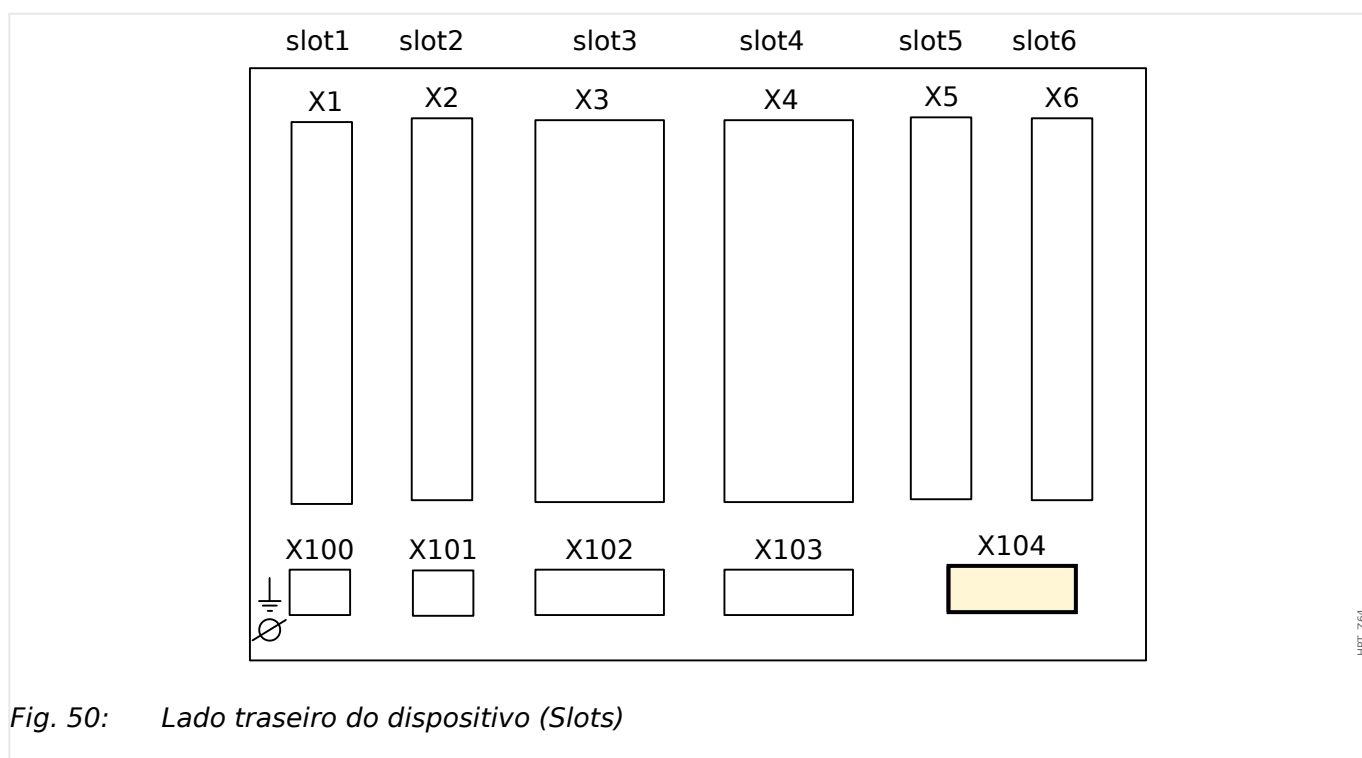 slot1 slot2 slot3 slot4 slot5 slot6
X1 X2 X3 X4 X5 X6
X100 X101 X102 X103 X104
Fig. 50: Lado traseiro do dispositivo (Slots)